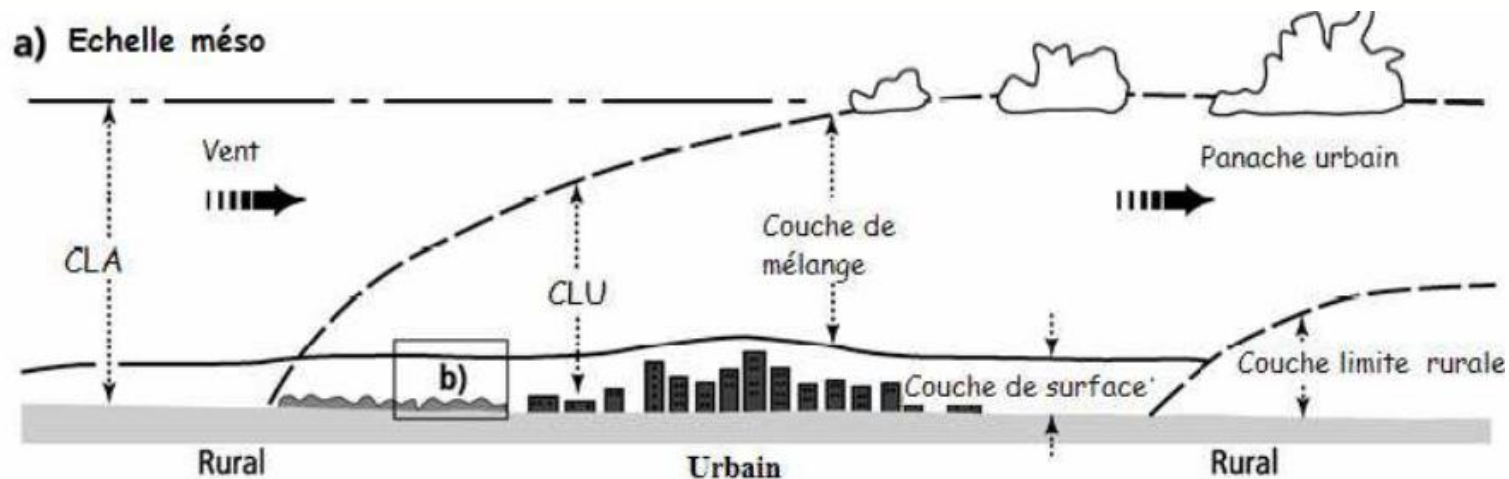 a) Echelle méso
Vent
Panache urbain
CLA
Couche de
mélange
CLU
b)
Couche de surface
Couche limite rurale
Rural
Urbain
Rural